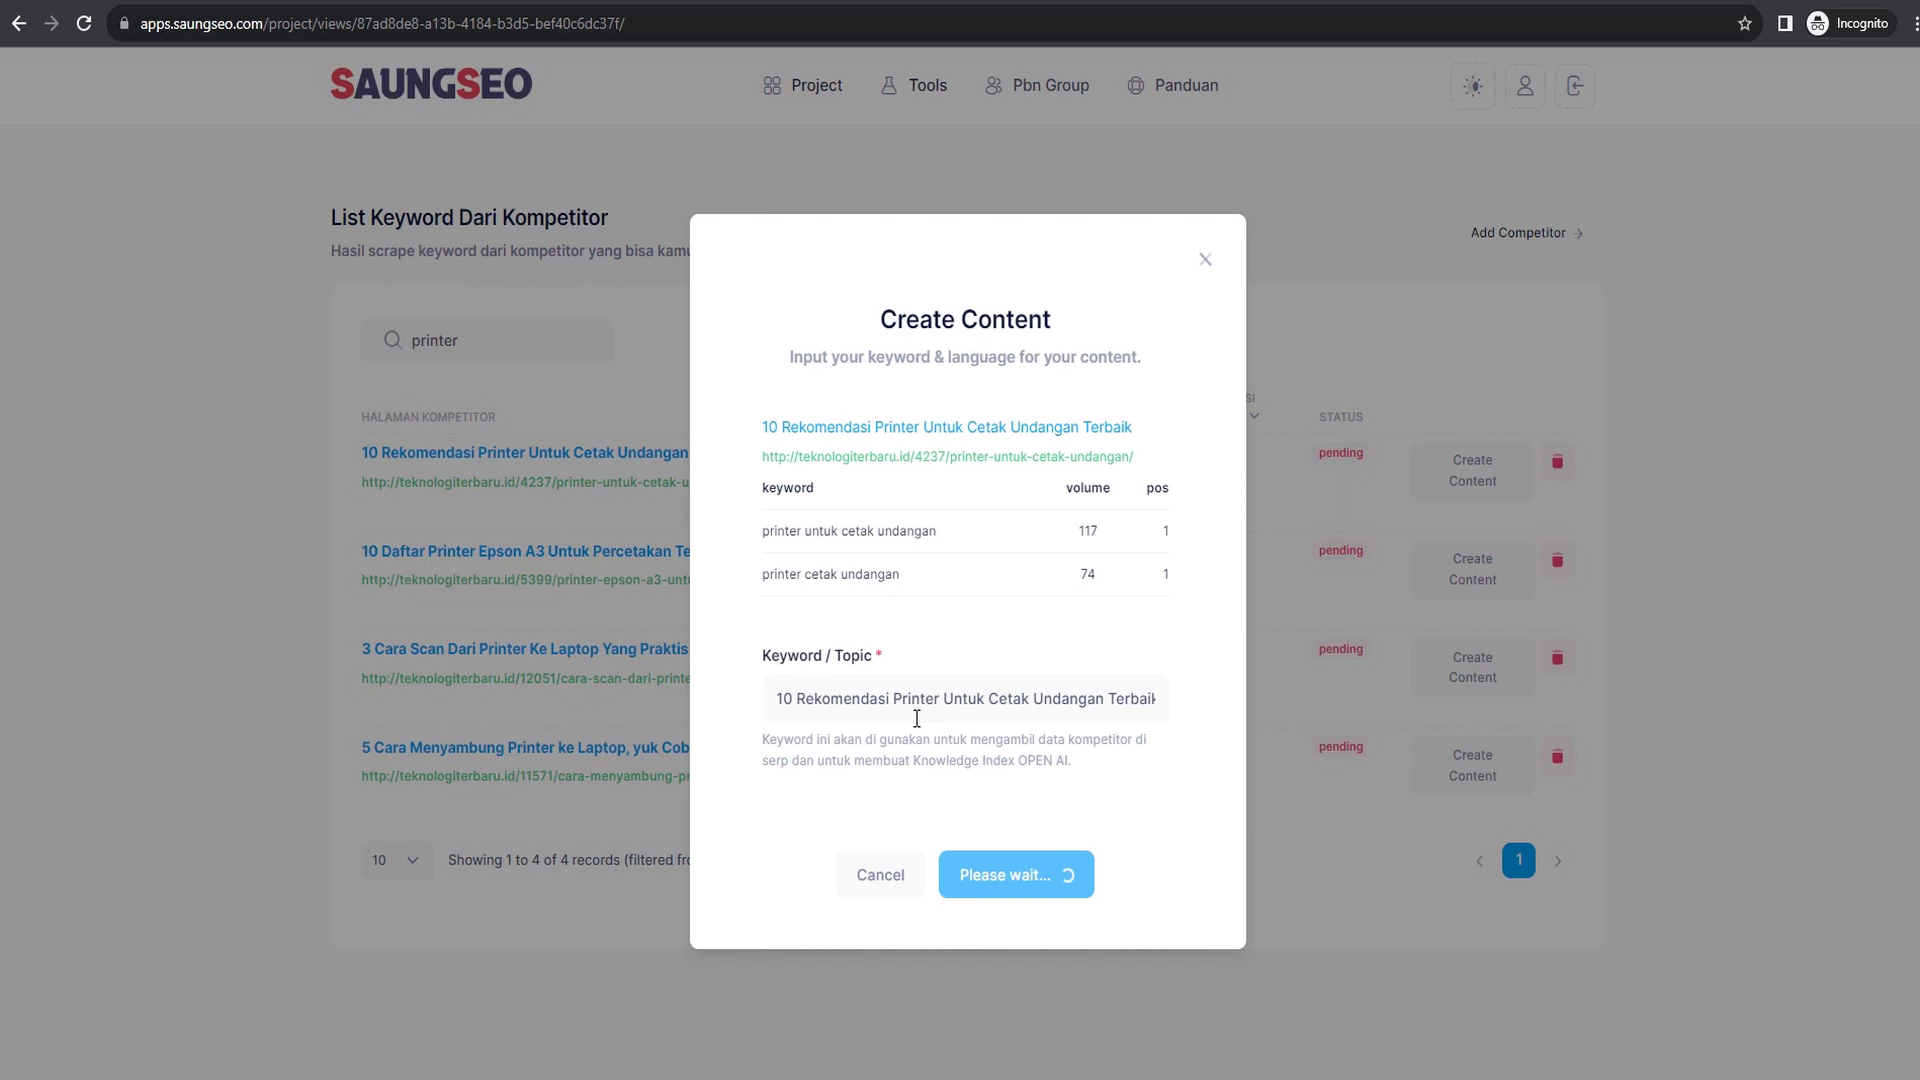 apps.saungseo.com/project/views/87ad8de8-a13b-4184-b3d5-bef40c6dc37f/
Incognito
SAUNGSEO
Project
Tools
Pbn Group
Panduan
List Keyword Dari Kompetitor
Hasil scrape keyword dari kompetitor yang bisa kamu
Add Competitor
printer
HALAMAN KOMPETITOR
SI
STATUS
10 Rekomendasi Printer Untuk Cetak Undangan
http://teknologiterbaru.id/4237/printer-untuk-cetak-u
pending
Create Content
10 Daftar Printer Epson A3 Untuk Percetakan Te
http://teknologiterbaru.id/5399/printer-epson-a3-unt
pending
Create Content
3 Cara Scan Dari Printer Ke Laptop Yang Praktis
http://teknologiterbaru.id/12051/cara-scan-dari-printe
pending
Create Content
5 Cara Menyambung Printer ke Laptop, yuk Cob
http://teknologiterbaru.id/11571/cara-menyambung-pr
pending
Create Content
10
Showing 1 to 4 of 4 records (filtered fr
1
Create Content
Input your keyword & language for your content.
10 Rekomendasi Printer Untuk Cetak Undangan Terbaik
http://teknologiterbaru.id/4237/printer-untuk-cetak-undangan/
keyword volume pos
printer untuk cetak undangan 117 1
printer cetak undangan 74 1
Keyword / Topic *
10 Rekomendasi Printer Untuk Cetak Undangan Terbaik
Keyword ini akan di gunakan untuk mengambil data kompetitor di
serp dan untuk membuat Knowledge Index OPEN AI.
Cancel
Please wait...